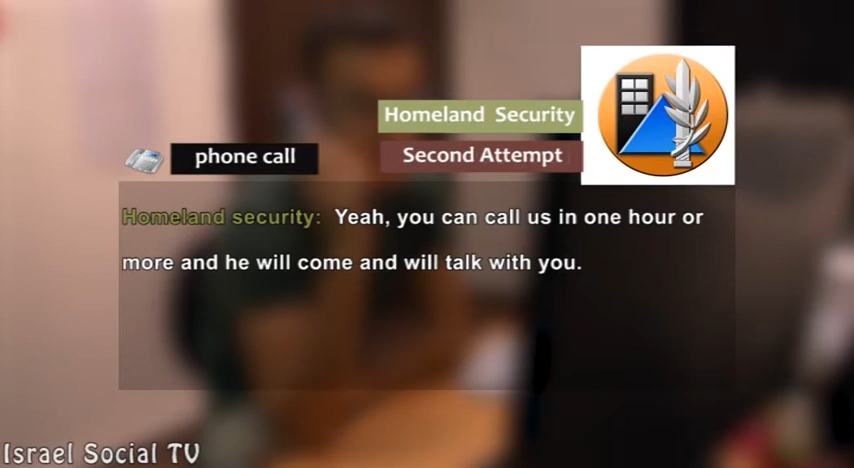 Homeland Security
phone call
Second Attempt
Homeland security: Yeah, you can call us in one hour or
more and he will come and will talk with you.
Israel Social TV